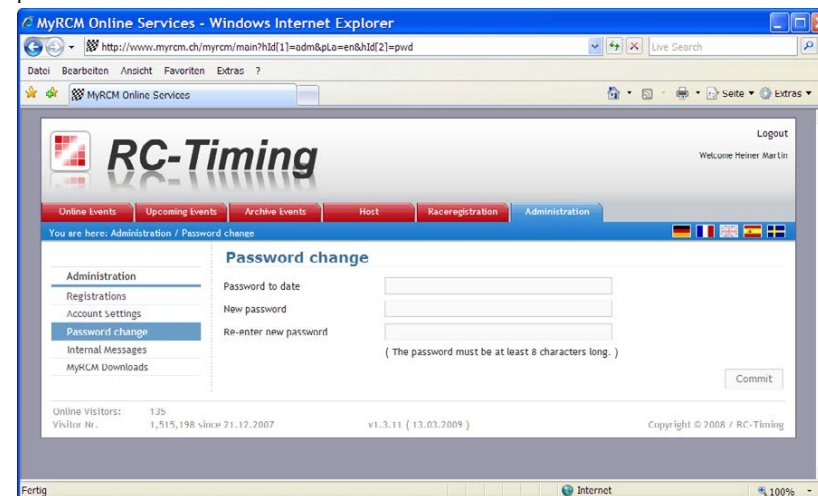 MyRCM Online Services - Windows Internet Explorer
http://www.myrcm.ch/myrcm/main?hId[1]=adm&pLa=en&hId[2]=pwd
Live Search
Datei Bearbeiten Ansicht Favoriten Extras ?
MyRCM Online Services
Seite Extras
Logout
RC-Timing
Welcome Heiner Martin
Online Events Upcoming Events Archive Events Host Raceregistration Administration
You are here: Administration / Password change
Password change
Administration
Registrations
Account Settings
Password change
Internal Messages
MyRCM Downloads
Password to date
New password
Re-enter new password
( The password must be at least 8 characters long. )
Commit
Online Visitors: 135
Visitor Nr. 1,515,198 since 21.12.2007
v1.3.11 ( 13.03.2009 )
Copyright © 2008 / RC-Timing
Fertig
Internet
100%